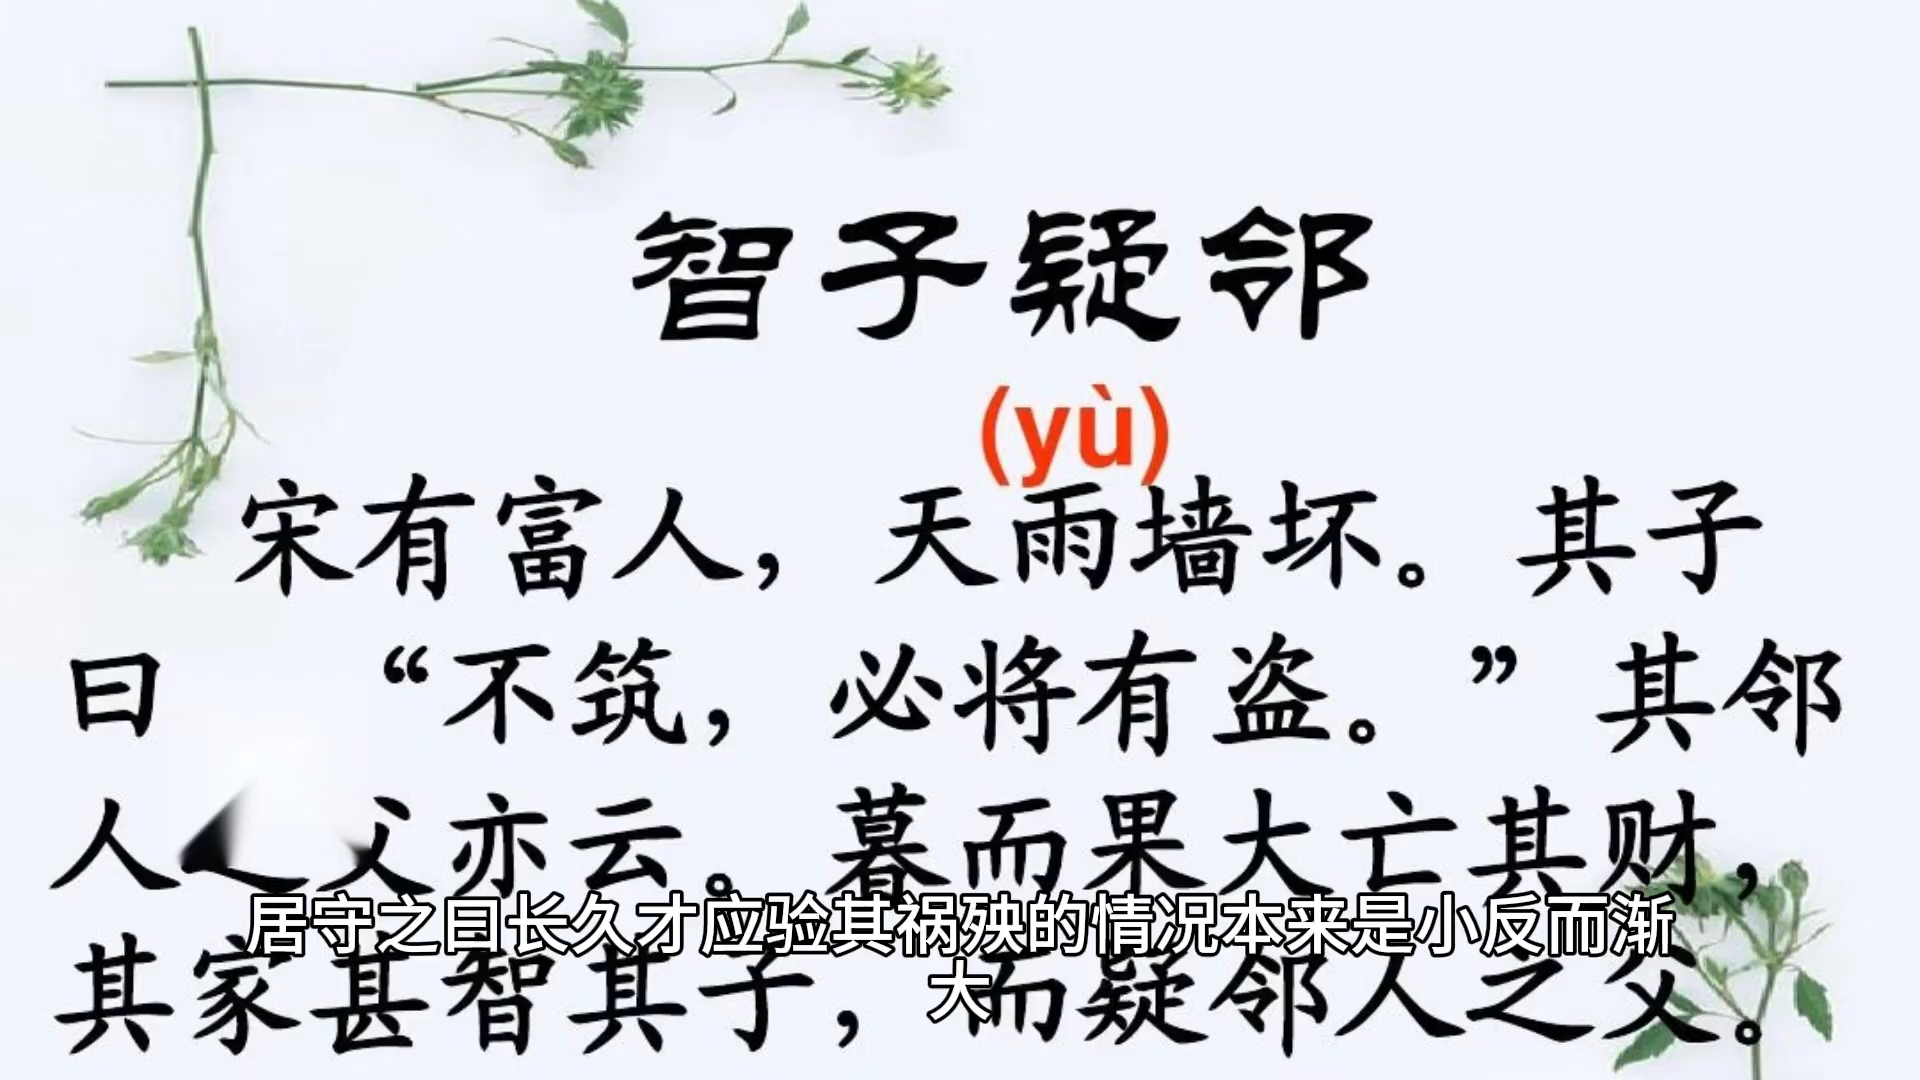 智子疑邻
(yù)
宋有富人，天雨墙坏。其子
曰 “不筑，必将有盗。”其邻
人之父亦云。暮而果大亡其财，
居守之曰长久才应验其祸殃的情况本来是小反而渐
大
其家甚智其子，而疑邻人之父。